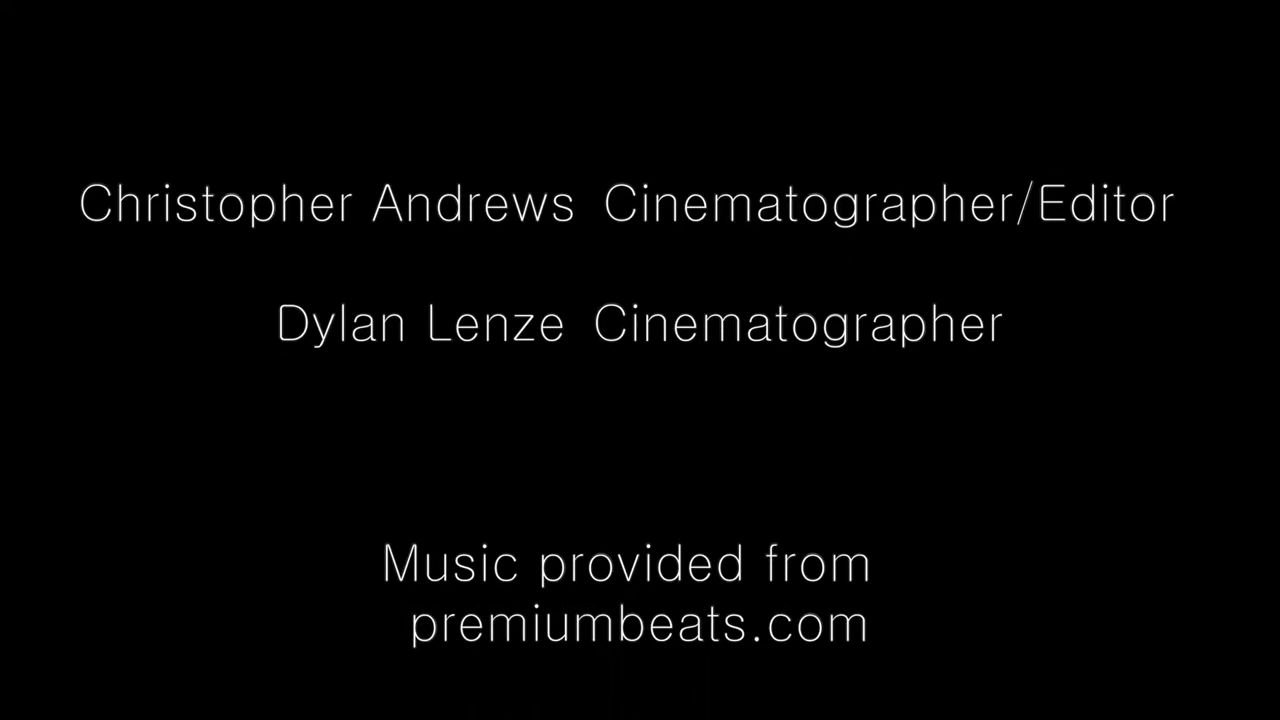 Christopher Andrews Cinematographer/Editor
Dylan Lenze Cinematographer
Music provided from
premiumbeats.com